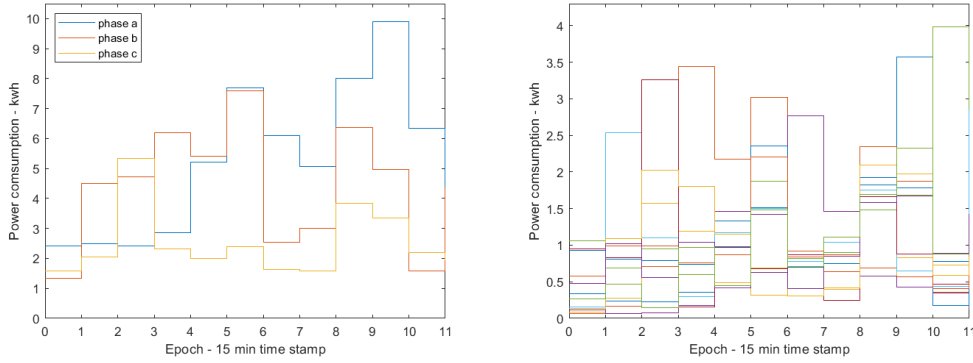 10
9
8
7
6
5
4
3
2
1
0
Power comsumption - kwh
phase a
phase b
phase c
0 1 2 3 4 5 6 7 8 9 10 11
Epoch - 15 min time stamp
4
3.5
3
2.5
2
1.5
1
0.5
0
Power comsumption - kwh
0 1 2 3 4 5 6 7 8 9 10 11
Epoch - 15 min time stamp